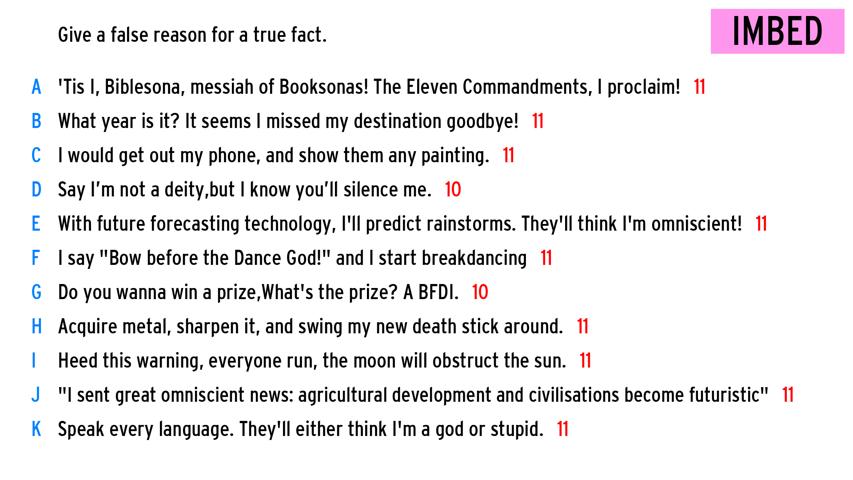 Give a false reason for a true fact.
IMBED
A 'Tis I, Biblesona, messiah of Booksonas! The Eleven Commandments, I proclaim! 11
B What year is it? It seems I missed my destination goodbye! 11
C I would get out my phone, and show them any painting. 11
D Say I'm not a deity,but I know you'll silence me. 10
E With future forecasting technology, I'll predict rainstorms. They'll think I'm omniscient! 11
F I say "Bow before the Dance God!" and I start breakdancing 11
G Do you wanna win a prize,What's the prize? A BFDI. 10
H Acquire metal, sharpen it, and swing my new death stick around. 11
I Heed this warning, everyone run, the moon will obstruct the sun. 11
J "I sent great omniscient news: agricultural development and civilisations become futuristic" 11
K Speak every language. They'll either think I'm a god or stupid. 11